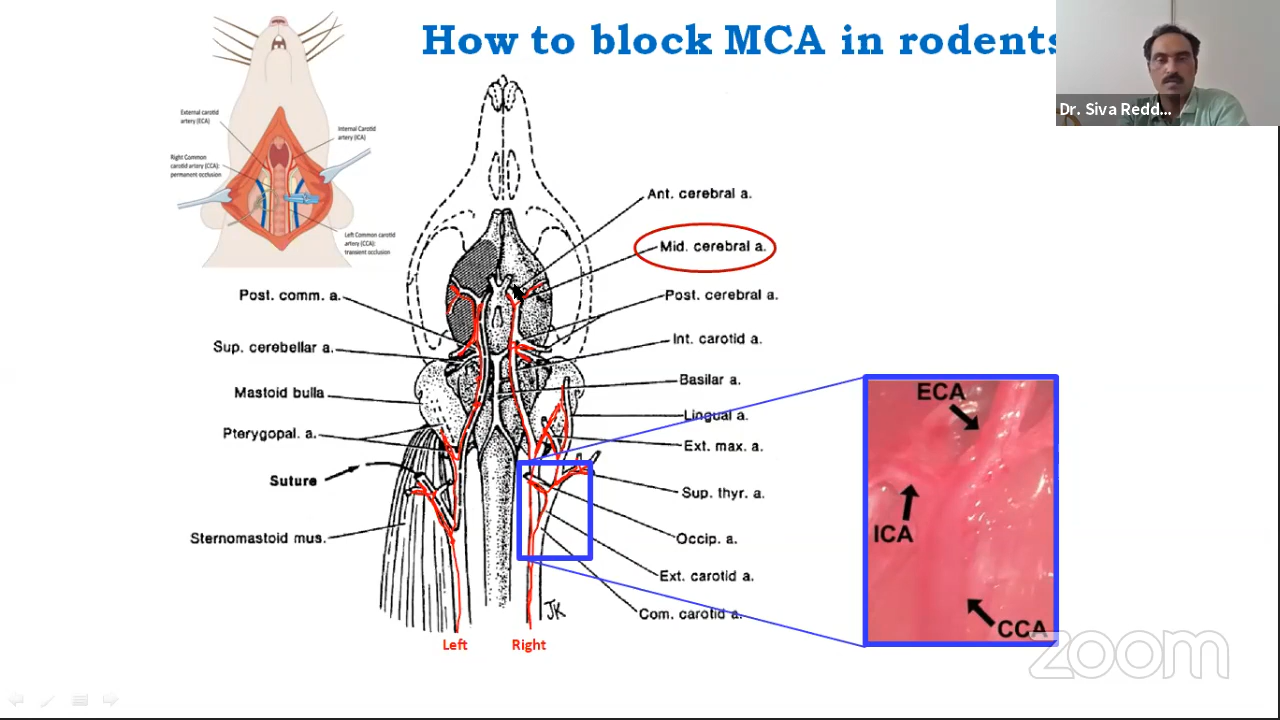 How to block MCA in rodents
Dr. Siva Redd...
External carotid
artery (ECA)
Internal Carotid
artery (ICA)
Right Common
carotid artery (CCA):
permanent occlusion
Left Common carotid
artery (CCA):
transient occlusion
Ant. cerebral a.
Mid. cerebral a.
Post. comm. a.
Post. cerebral a.
Sup. cerebellar a.
Int. carotid a.
Mastoid bulla
Basilar a.
Lingual a.
Pterygopal. a.
Ext. max. a.
Suture
Sup. thyr. a.
Sternomastoid mus.
Occip. a.
Ext. carotid a.
Com. carotid a.
JK
Left
Right
ECA
ICA
CCA
zoom